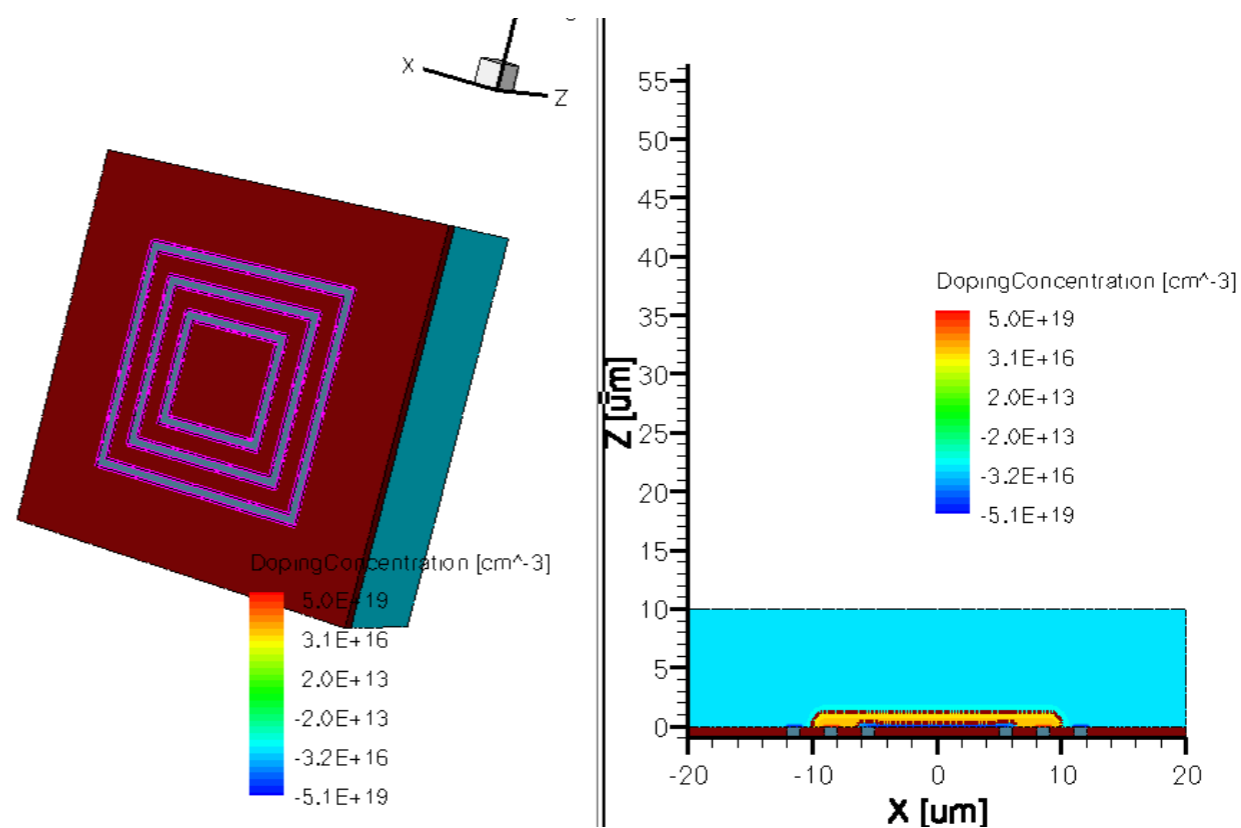 X
Z
DopingConcentration [cm^-3]
5.0E+19
3.1E+16
2.0E+13
-2.0E+13
-3.2E+16
-5.1E+19
55
50
45
40
35
30
25
20
15
10
5
0
Z [um]
DopingConcentration [cm^-3]
5.0E+19
3.1E+16
2.0E+13
-2.0E+13
-3.2E+16
-5.1E+19
-20
-10
0
10
20
X [um]